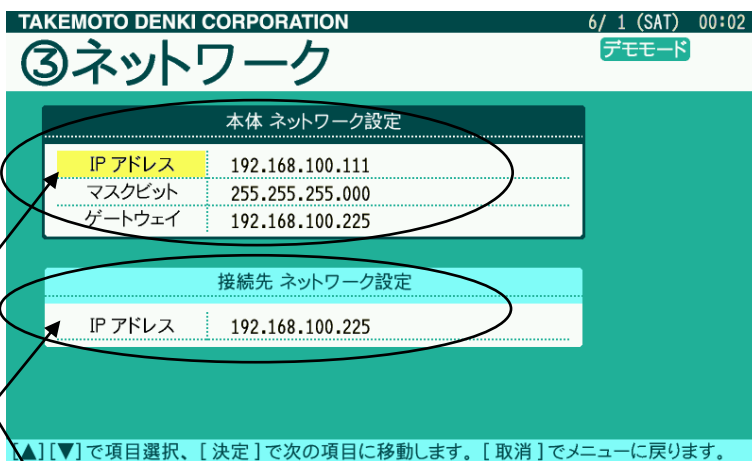 TAKEMOTO DENKI CORPORATION 6/ 1 (SAT) 00:02
③ネットワーク デモモード
本体 ネットワーク設定
IP アドレス 192.168.100.111
マスクビット 255.255.255.000
ゲートウェイ 192.168.100.225
接続先 ネットワーク設定
IP アドレス 192.168.100.225
[▲][▼]で項目選択、[決定]で次の項目に移動します。[取消]でメニューに戻ります。